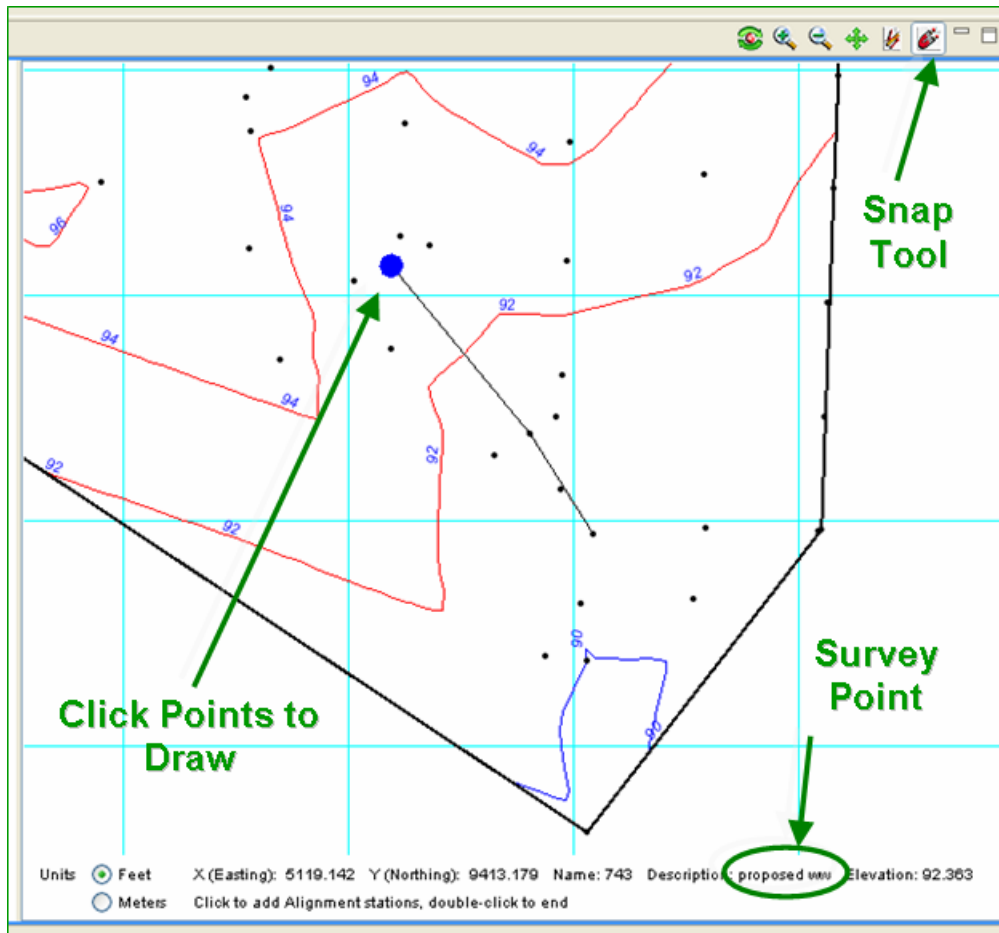 94
94
94
96
92
92
94
94
92
92
92
90
90
Snap
Tool
Click Points to
Draw
Survey
Point
Units Feet X (Easting): 5119.142 Y (Northing): 9413.179 Name: 743 Description: proposed ww Elevation: 92.363
Meters Click to add Alignment stations, double-click to end